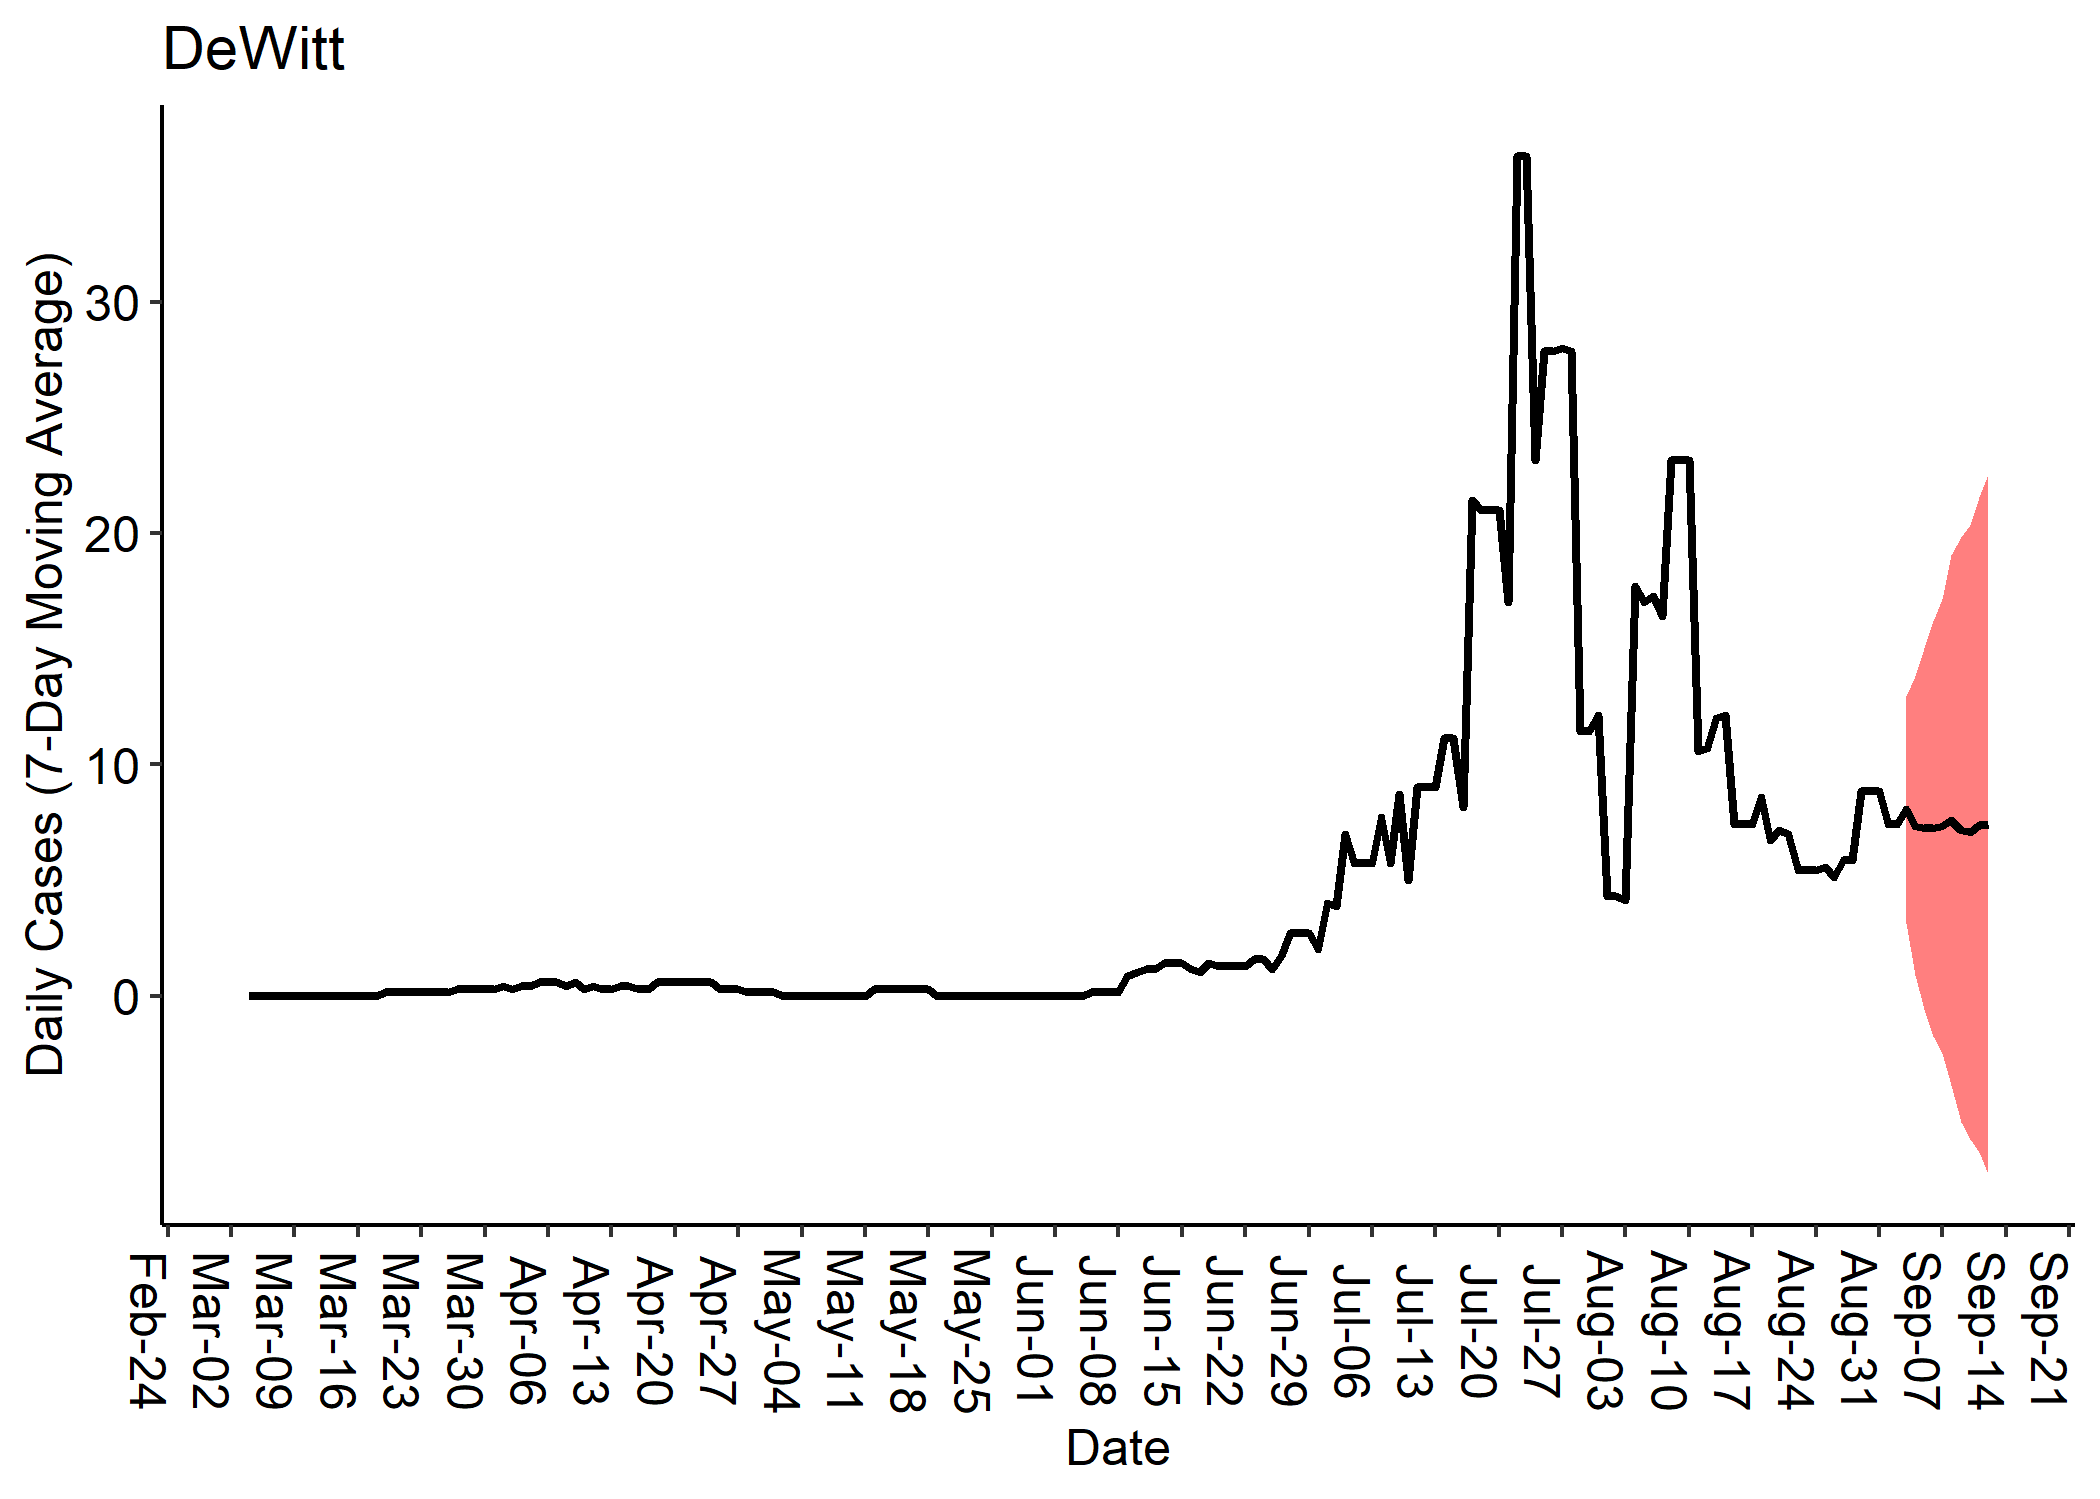 DeWitt
Daily Cases (7-Day Moving Average)
30
20
10
0
Feb-24
Mar-02
Mar-09
Mar-16
Mar-23
Mar-30
Apr-06
Apr-13
Apr-20
Apr-27
May-04
May-11
May-18
May-25
Jun-01
Jun-08
Jun-15
Jun-22
Jun-29
Jul-06
Jul-13
Jul-20
Jul-27
Aug-03
Aug-10
Aug-17
Aug-24
Aug-31
Sep-07
Sep-14
Sep-21
Date